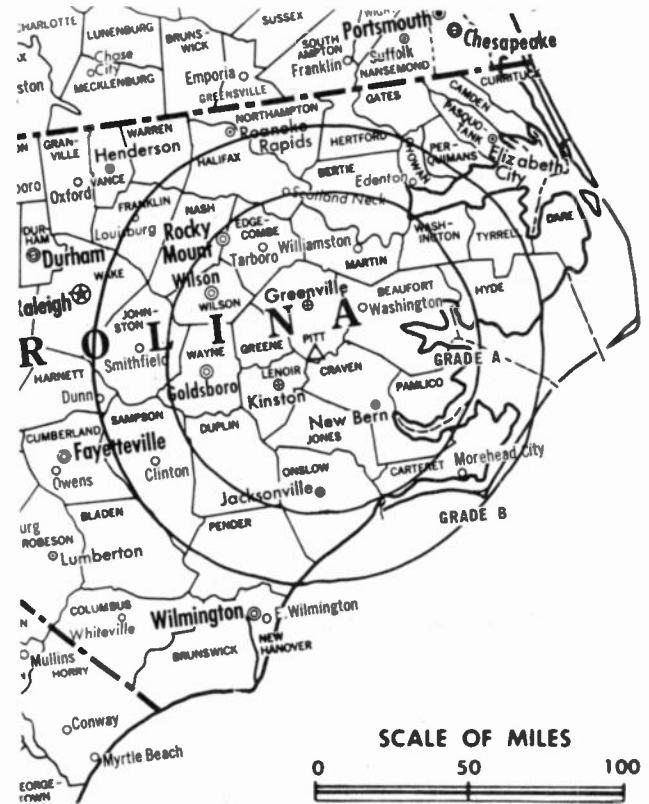 CHARLOTTE
LUNENBURG
BRUNS-
WICK
SUSSEX
SOUTH
AMPTON
Portsmouth
Chesapeake
Chase
City
MECKLENBURG
Emporia
GREENSVILLE
Franklin
Suffolk
NANSEMOND
CURRITUCK
ston
GRAN-
VILLE
WARREN
NORTHAMPTON
GATES
CAMDEN
PASQUO-
TANK
Henderson
VANCE
Oxford
Roanoke
Rapids
HALIFAX
HERTFORD
BERTIE
CHOWAN
PER-
QUIMANS
Elizabeth
City
Edenton
boro
FRANKLIN
Louisburg
NASH
Scotland Neck
DUR-
HAM
Durham
Rocky
Mount
EDGE-
COMBE
Tarboro
Williamston
MARTIN
WASH-
INGTON
TYRRELL
DARE
WAKE
Raleigh
Wilson
WILSON
Greenville
BEAUFORT
Washington
HYDE
JOHN-
STON
R O L I N A
Smithfield
WAYNE
GREENE
PITT
GRADE A
HARNETT
Dunn
Goldsboro
LENOIR
Kinston
CRAVEN
PAMLICO
SAMPSON
DUPLIN
New Bern
JONES
CUMBERLAND
Fayetteville
Owens
Clinton
ONSLOW
CARTERET
Morehead City
Jacksonville
GRADE B
BLADEN
PENDER
urg
ROBESON
Lumberton
COLUMBUS
Whiteville
Wilmington
E. Wilmington
NEW
HANOVER
BRUNSWICK
Mullins
HORRY
Conway
Myrtle Beach
EORGE-
TOWN
SCALE OF MILES
0 50 100